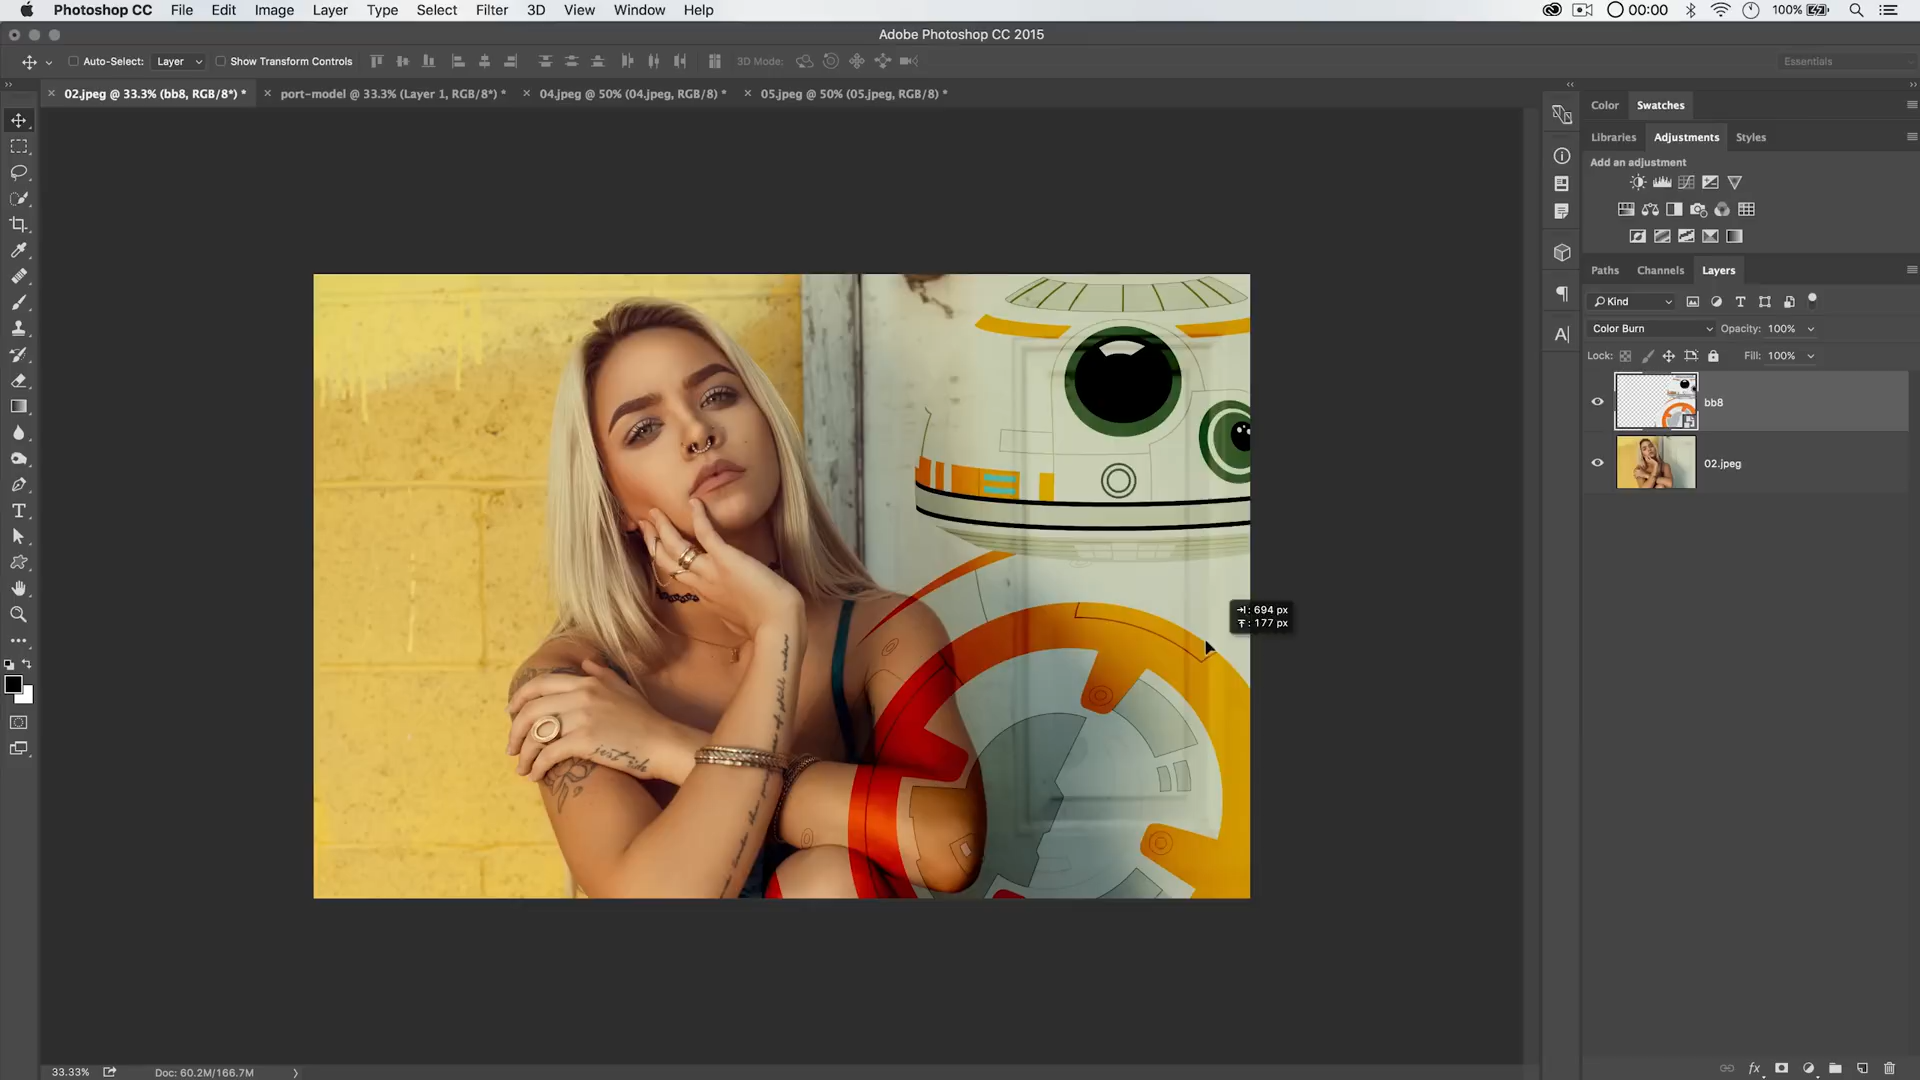 Photoshop CC File Edit Image Layer Type Select Filter 3D View Window Help 00:00 100%
Adobe Photoshop CC 2015
Auto-Select: Layer Show Transform Controls 3D Mode: Essentials
02.jpeg @ 33.3% (bb8, RGB/8*) * port-model @ 33.3% (Layer 1, RGB/8*) * 04.jpeg @ 50% (04.jpeg, RGB/8) * 05.jpeg @ 50% (05.jpeg, RGB/8) *
Color Swatches
Libraries Adjustments Styles
Add an adjustment
Paths Channels Layers
Kind
Color Burn Opacity: 100%
Lock: Fill: 100%
bb8
02.jpeg
: 694 px
: 177 px
33.33% Doc: 60.2M/166.7M